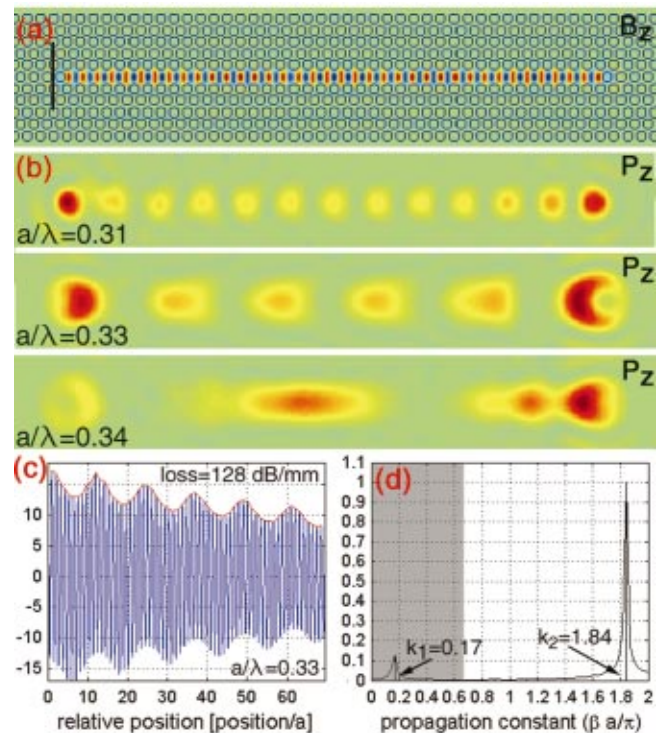 (a)
B_z
(b)
P_z
a/λ=0.31
P_z
a/λ=0.33
P_z
a/λ=0.34
(c)
loss=128 dB/mm
15
10
5
0
-5
-10
-15
a/λ=0.33
0 10 20 30 40 50 60
relative position [position/a]
(d)
1.1
1
0.9
0.8
0.7
0.6
0.5
0.4
0.3
0.2
0.1
0
k₁=0.17
k₂=1.84
0 0.2 0.4 0.6 0.8 1 1.2 1.4 1.6 1.8 2
propagation constant (β a/π)